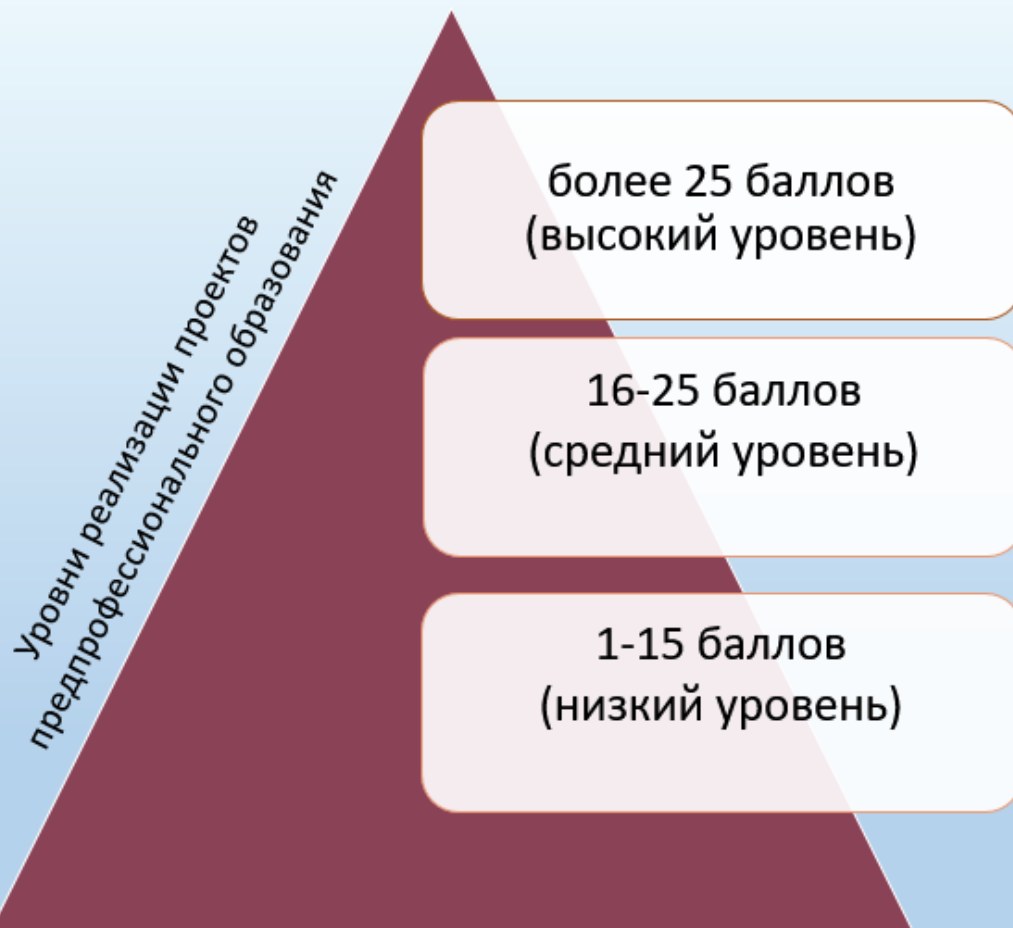 Уровни реализации проектов
предпрофессионального образования
более 25 баллов
(высокий уровень)
16-25 баллов
(средний уровень)
1-15 баллов
(низкий уровень)